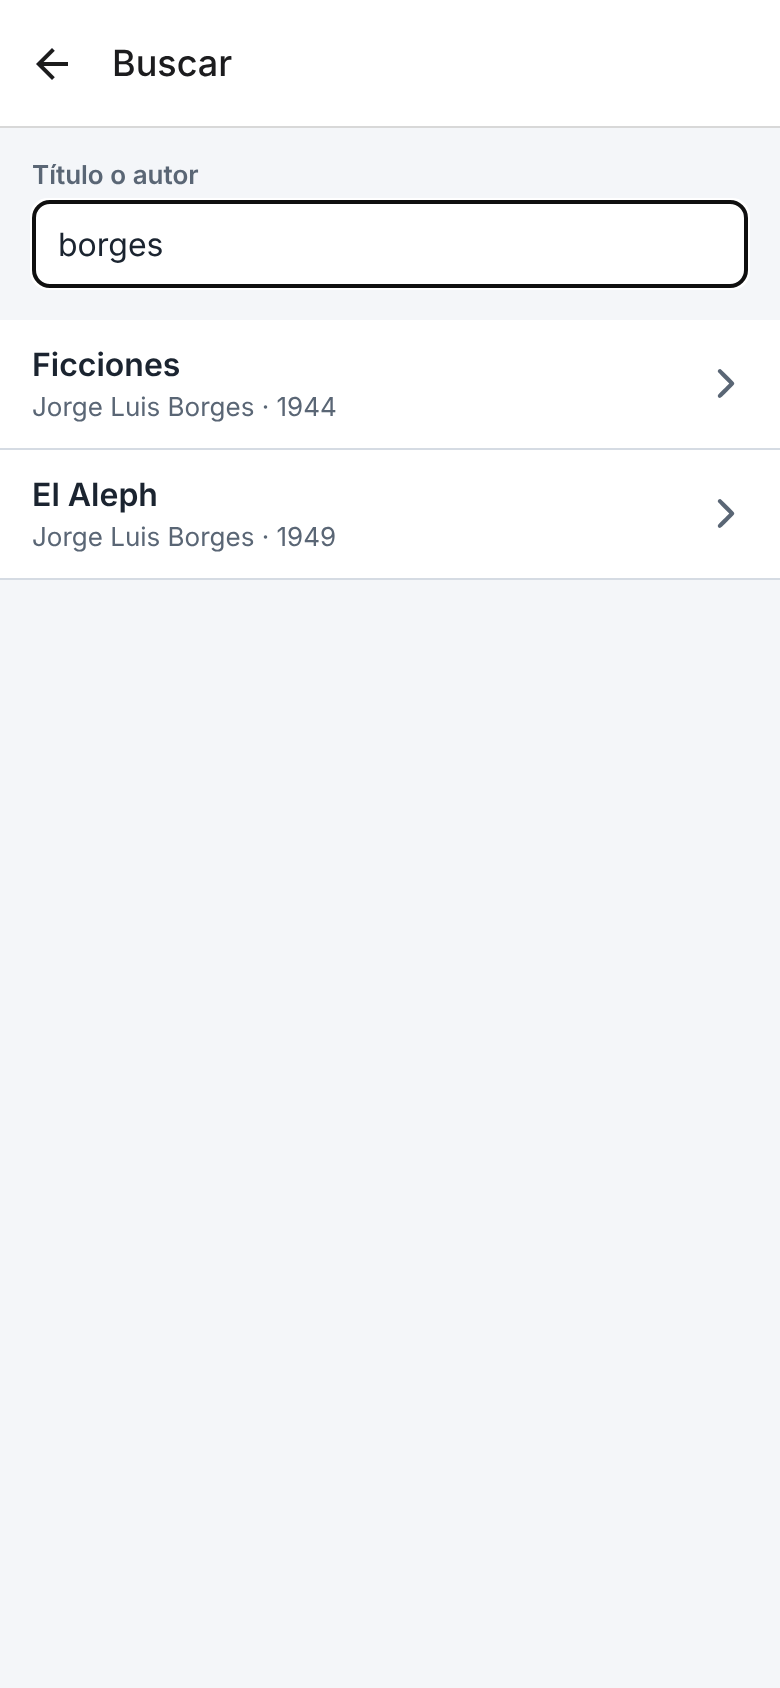 Buscar
Título o autor
borges
Ficciones
Jorge Luis Borges · 1944
El Aleph
Jorge Luis Borges · 1949